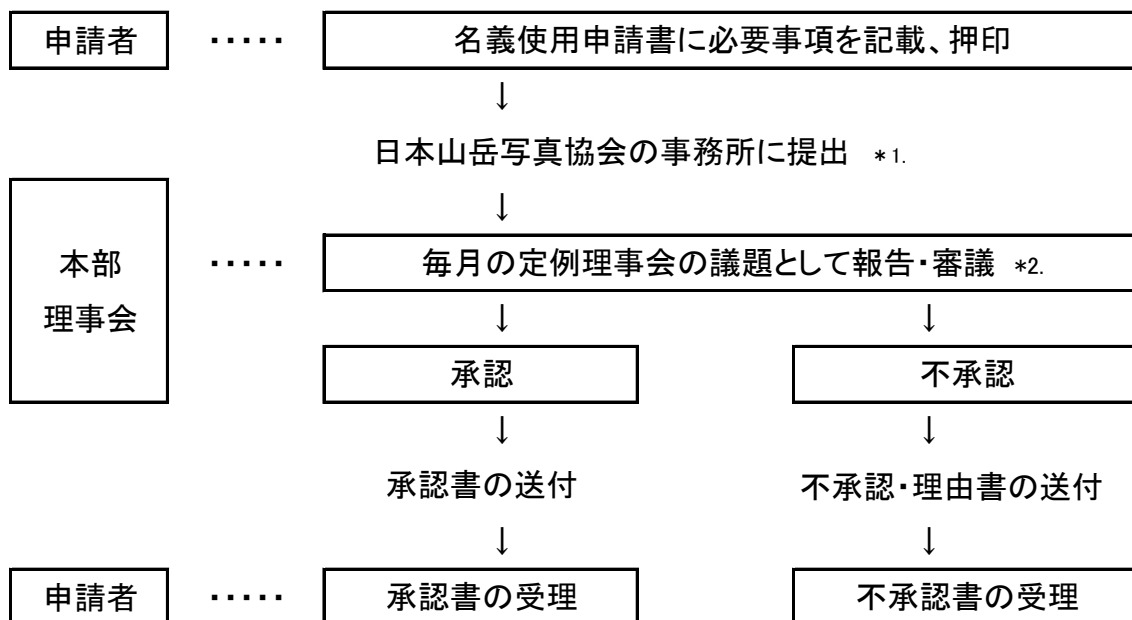 申請者 ・・・・・ 名義使用申請書に必要事項を記載、押印
↓
日本山岳写真協会の事務所に提出 *1.
↓
本部
理事会 ・・・・・ 毎月の定例理事会の議題として報告・審議 *2.
↓ ↓
承認 不承認
↓ ↓
承認書の送付 不承認・理由書の送付
↓ ↓
申請者 ・・・・・ 承認書の受理 不承認書の受理